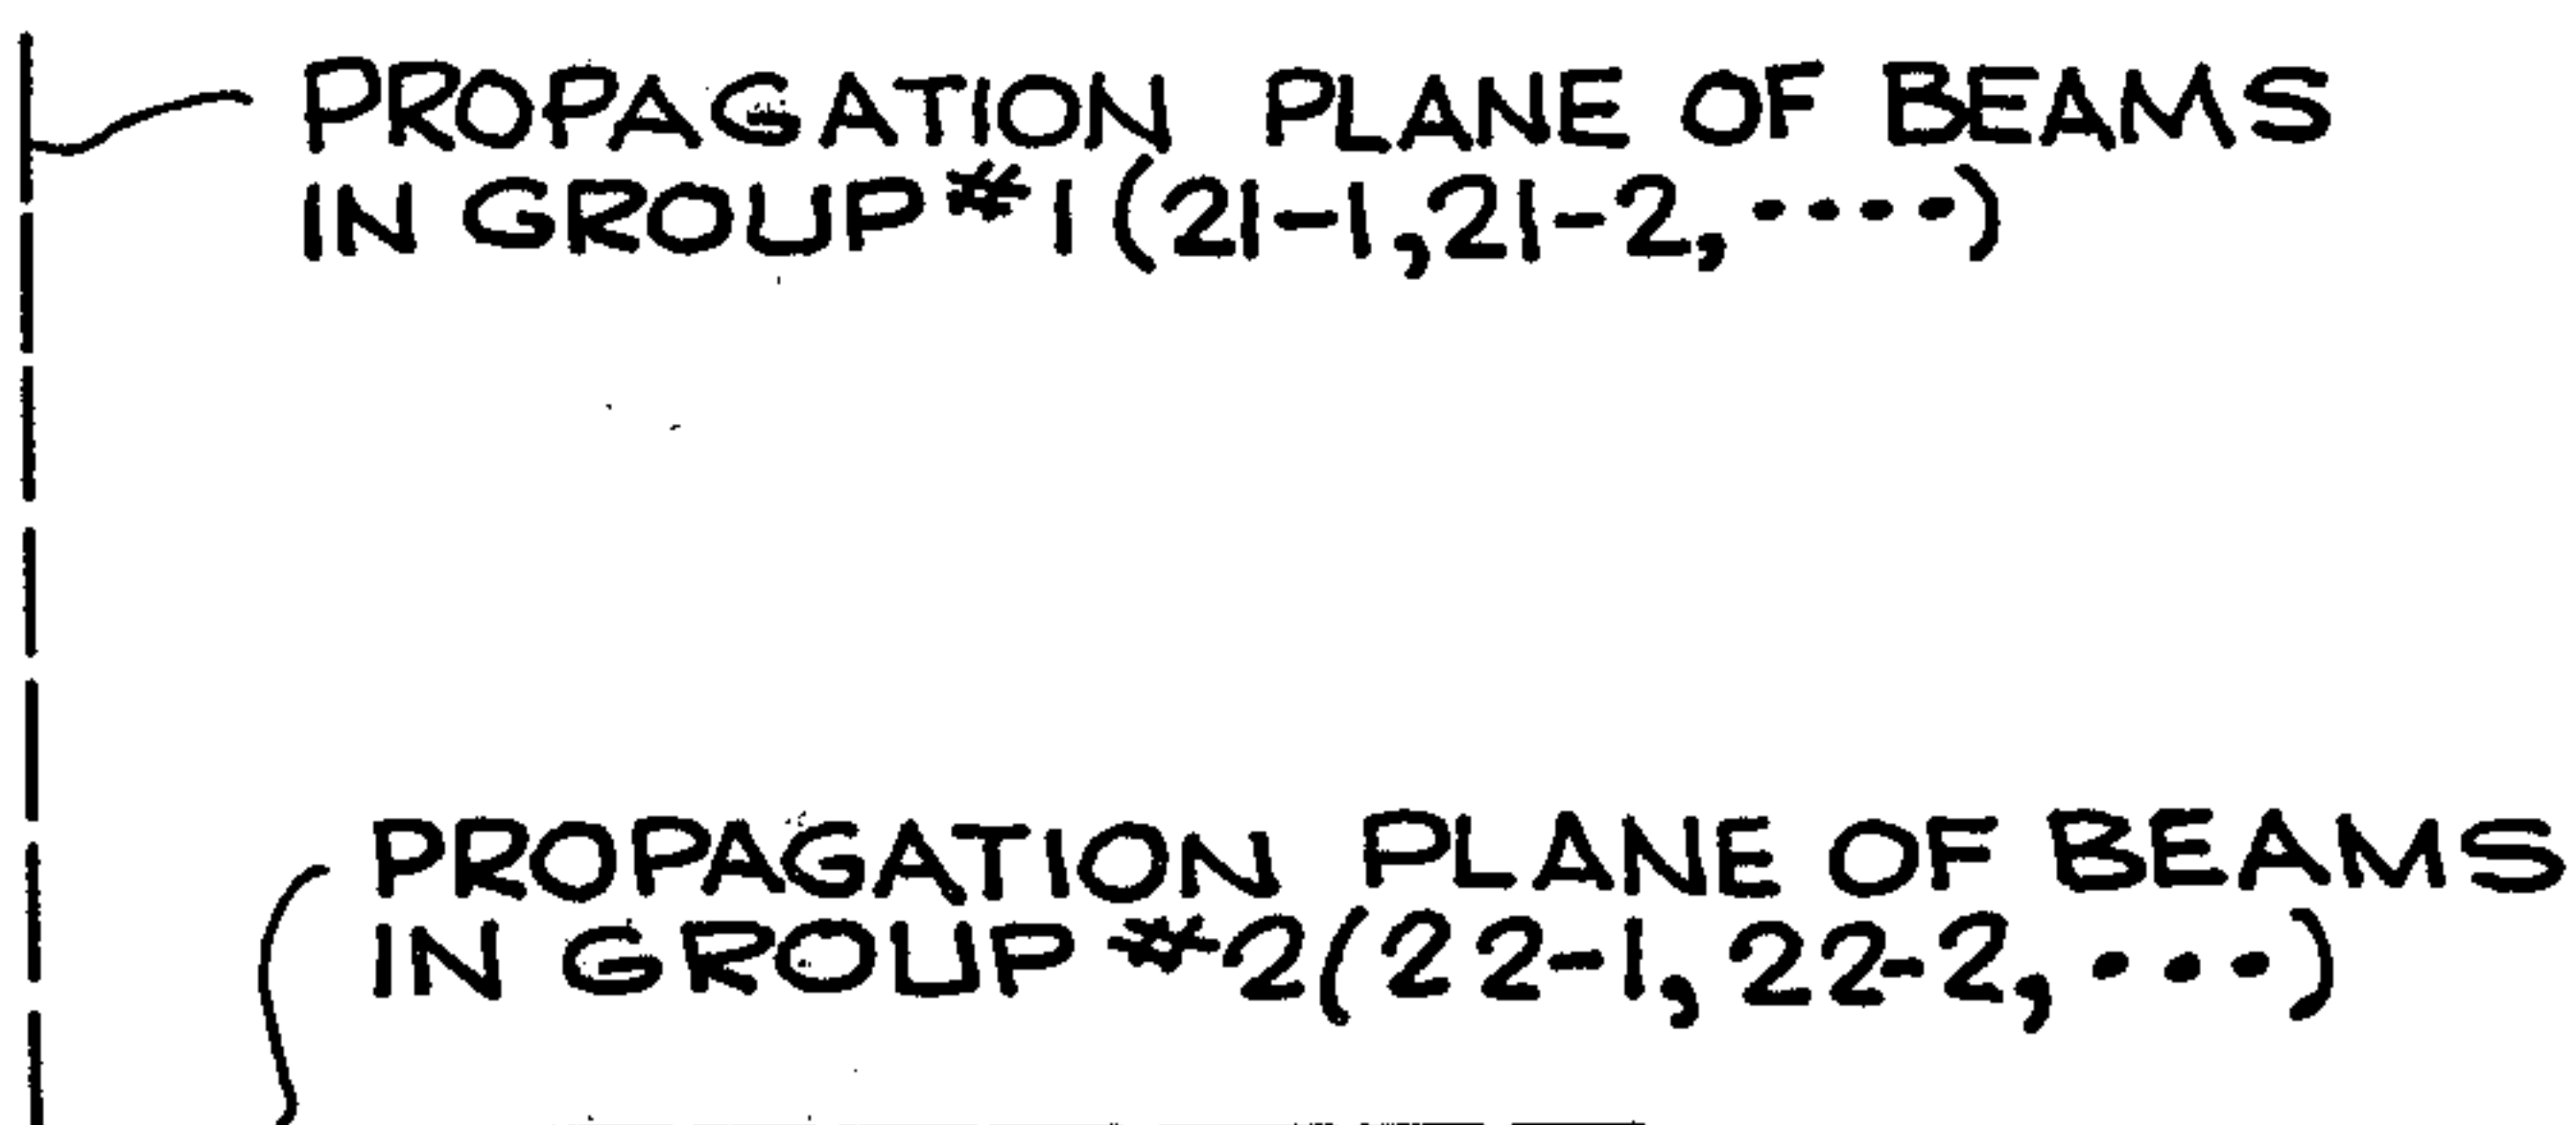 PROPAGATION PLANE OF BEAMS
IN GROUP #1 (21-1, 21-2, ....)
PROPAGATION PLANE OF BEAMS
IN GROUP #2 (22-1, 22-2, ...)